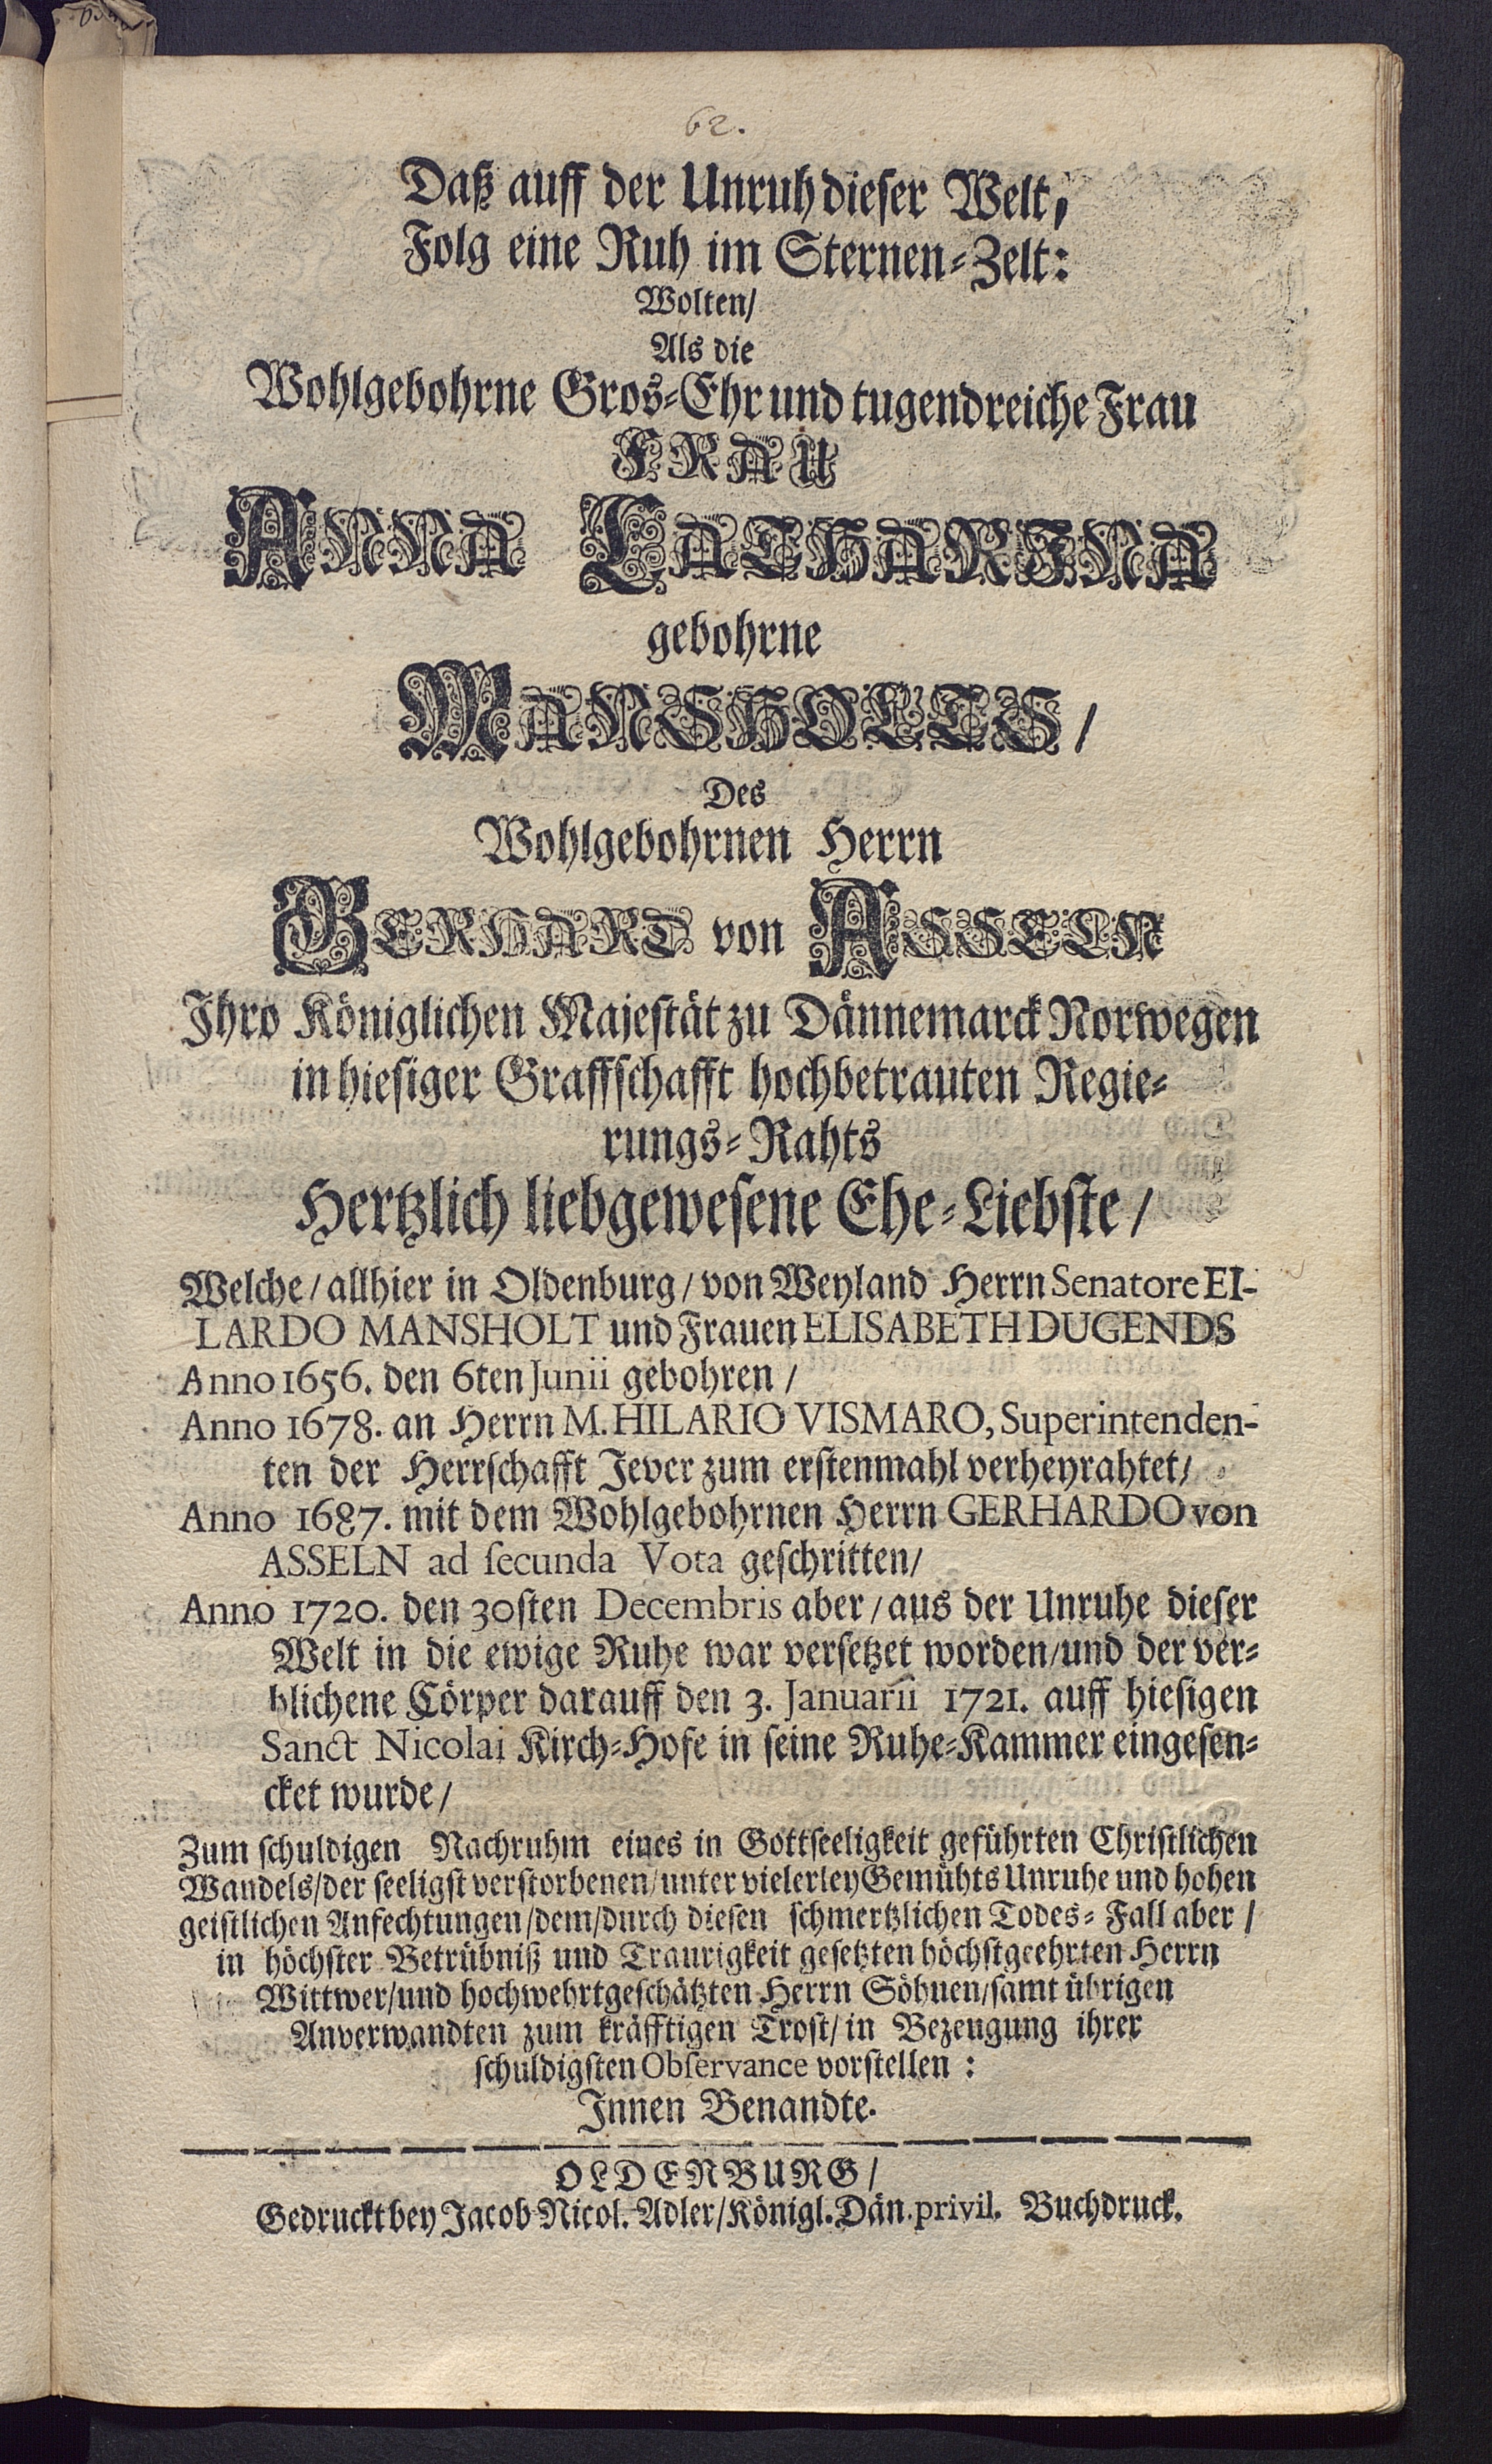 62.
Daß auff der Unruh dieser Welt,
Folg eine Ruh im Sternen-Zelt:
Wolten/
Als die
Wohlgebohrne Gros-Ehr und tugendreiche Frau
FRAU
ANNA CATHARINA
gebohrne
MANSHOLTS/
Des
Wohlgebohrnen Herrn
GERHARD von ASSELN
Ihro Königlichen Majestät zu Dännemarck Norwegen
in hiesiger Graffschafft hochbetrauten Regie-
rungs-Rahts
Hertzlich liebgewesene Ehe-Liebste/
Welche/ allhier in Oldenburg/ von Weyland Herrn Senatore EI-
LARDO MANSHOLT und Frauen ELISABETH DUGENDS
Anno 1656. den 6ten Junii gebohren/
Anno 1678. an Herrn M. HILARIO VISMARO, Superintenden-
ten der Herrschafft Jever zum erstenmahl verheyrahtet/
Anno 1687. mit dem Wohlgebohrnen Herrn GERHARDO von
ASSELN ad secunda Vota geschritten/
Anno 1720. den 30sten Decembris aber/ aus der Unruhe dieser
Welt in die ewige Ruhe war versetzet worden/und der ver-
blichene Cörper darauff den 3. Januarii 1721. auff hiesigen
Sanct Nicolai Kirch-Hofe in seine Ruhe-Kammer eingesen-
cket wurde/
Zum schuldigen Nachruhm eines in Gottseeligkeit geführten Christlichen
Wandels/der seeligst verstorbenen/unter vielerley Gemühts Unruhe und hohen
geistlichen Anfechtungen/dem/durch diesen schmertzlichen Todes-Fall aber/
in höchster Betrübniß und Traurigkeit gesetzten höchstgeehrten Herrn
Wittwer/und hochwehrtgeschätzten Herrn Söhnen/samt übrigen
Anverwandten zum kräfftigen Trost/ in Bezeugung ihrer
schuldigsten Observance vorstellen:
Innen Benandte.
OLDENBURG/
Gedruckt bey Jacob Nicol. Adler/Königl. Dän. privil. Buchdruck.